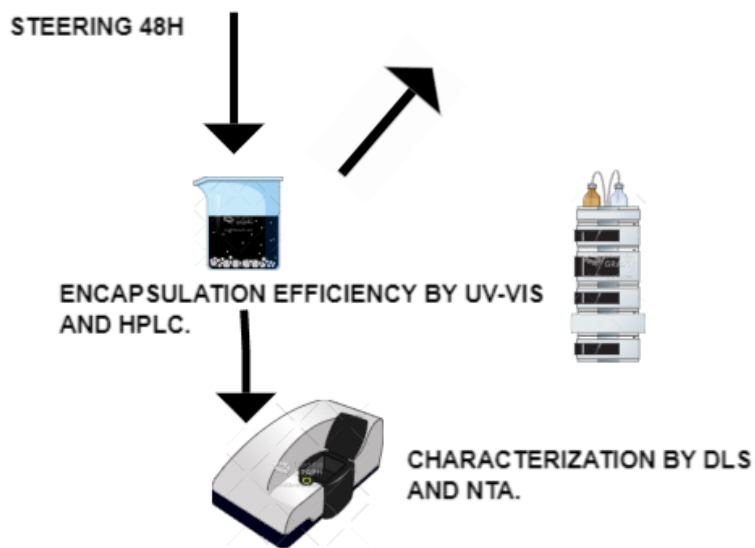 STEERING 48H
ENCAPSULATION EFFICIENCY BY UV-VIS
AND HPLC.
CHARACTERIZATION BY DLS
AND NTA.